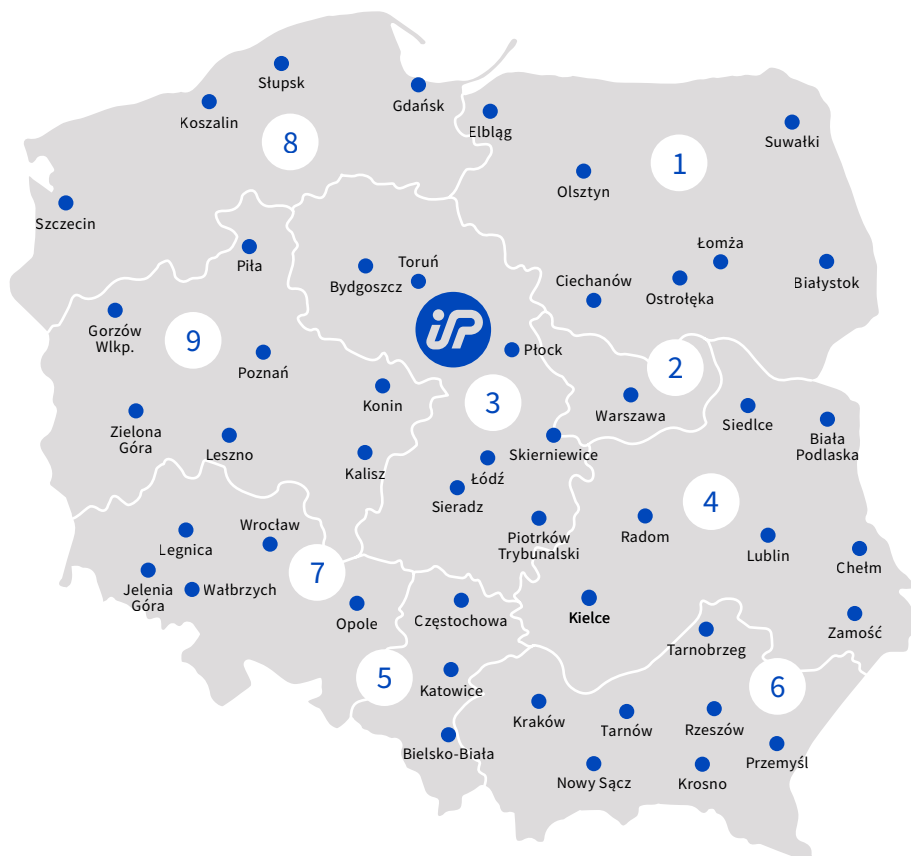 Słupsk
Gdańsk
Koszalin
Elbląg
Suwałki
8
1
Olsztyn
Szczecin
Łomża
Piła
Toruń
Bydgoszcz
Ciechanów
Ostrołęka
Białystok
Gorzów
Wlkp.
9
iSP
Płock
Poznań
2
Konin
3
Warszawa
Siedlce
Zielona
Góra
Leszno
Skierniewice
Biała
Podlaska
Kalisz
Łódź
Sieradz
4
Wrocław
Legnica
Piotrków
Trybunalski
Radom
Lublin
Chełm
7
Jelenia
Góra
Wałbrzych
Opole
Częstochowa
Kielce
Zamość
Tarnobrzeg
5
Katowice
6
Kraków
Tarnów
Rzeszów
Bielsko-Biała
Przemyśl
Nowy Sącz
Krosno